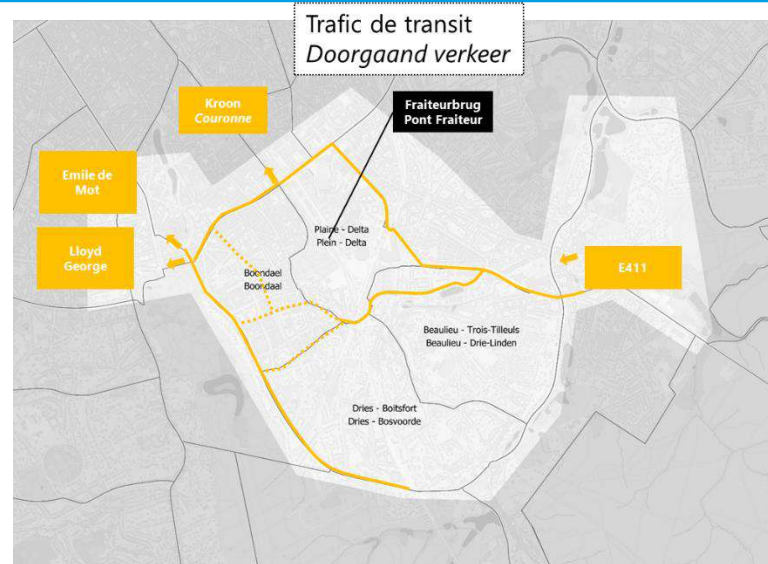 Trafic de transit
Doorgaand verkeer
Kroon
Couronne
Fraiteurbrug
Pont Fraiteur
Emile de
Mot
Lloyd
George
Plaine - Delta
Plein - Delta
E411
Boondael
Boondaal
Beaulieu - Trois-Tilleuls
Beaulieu - Drie-Linden
Dries - Boitsfort
Dries - Bosvoorde